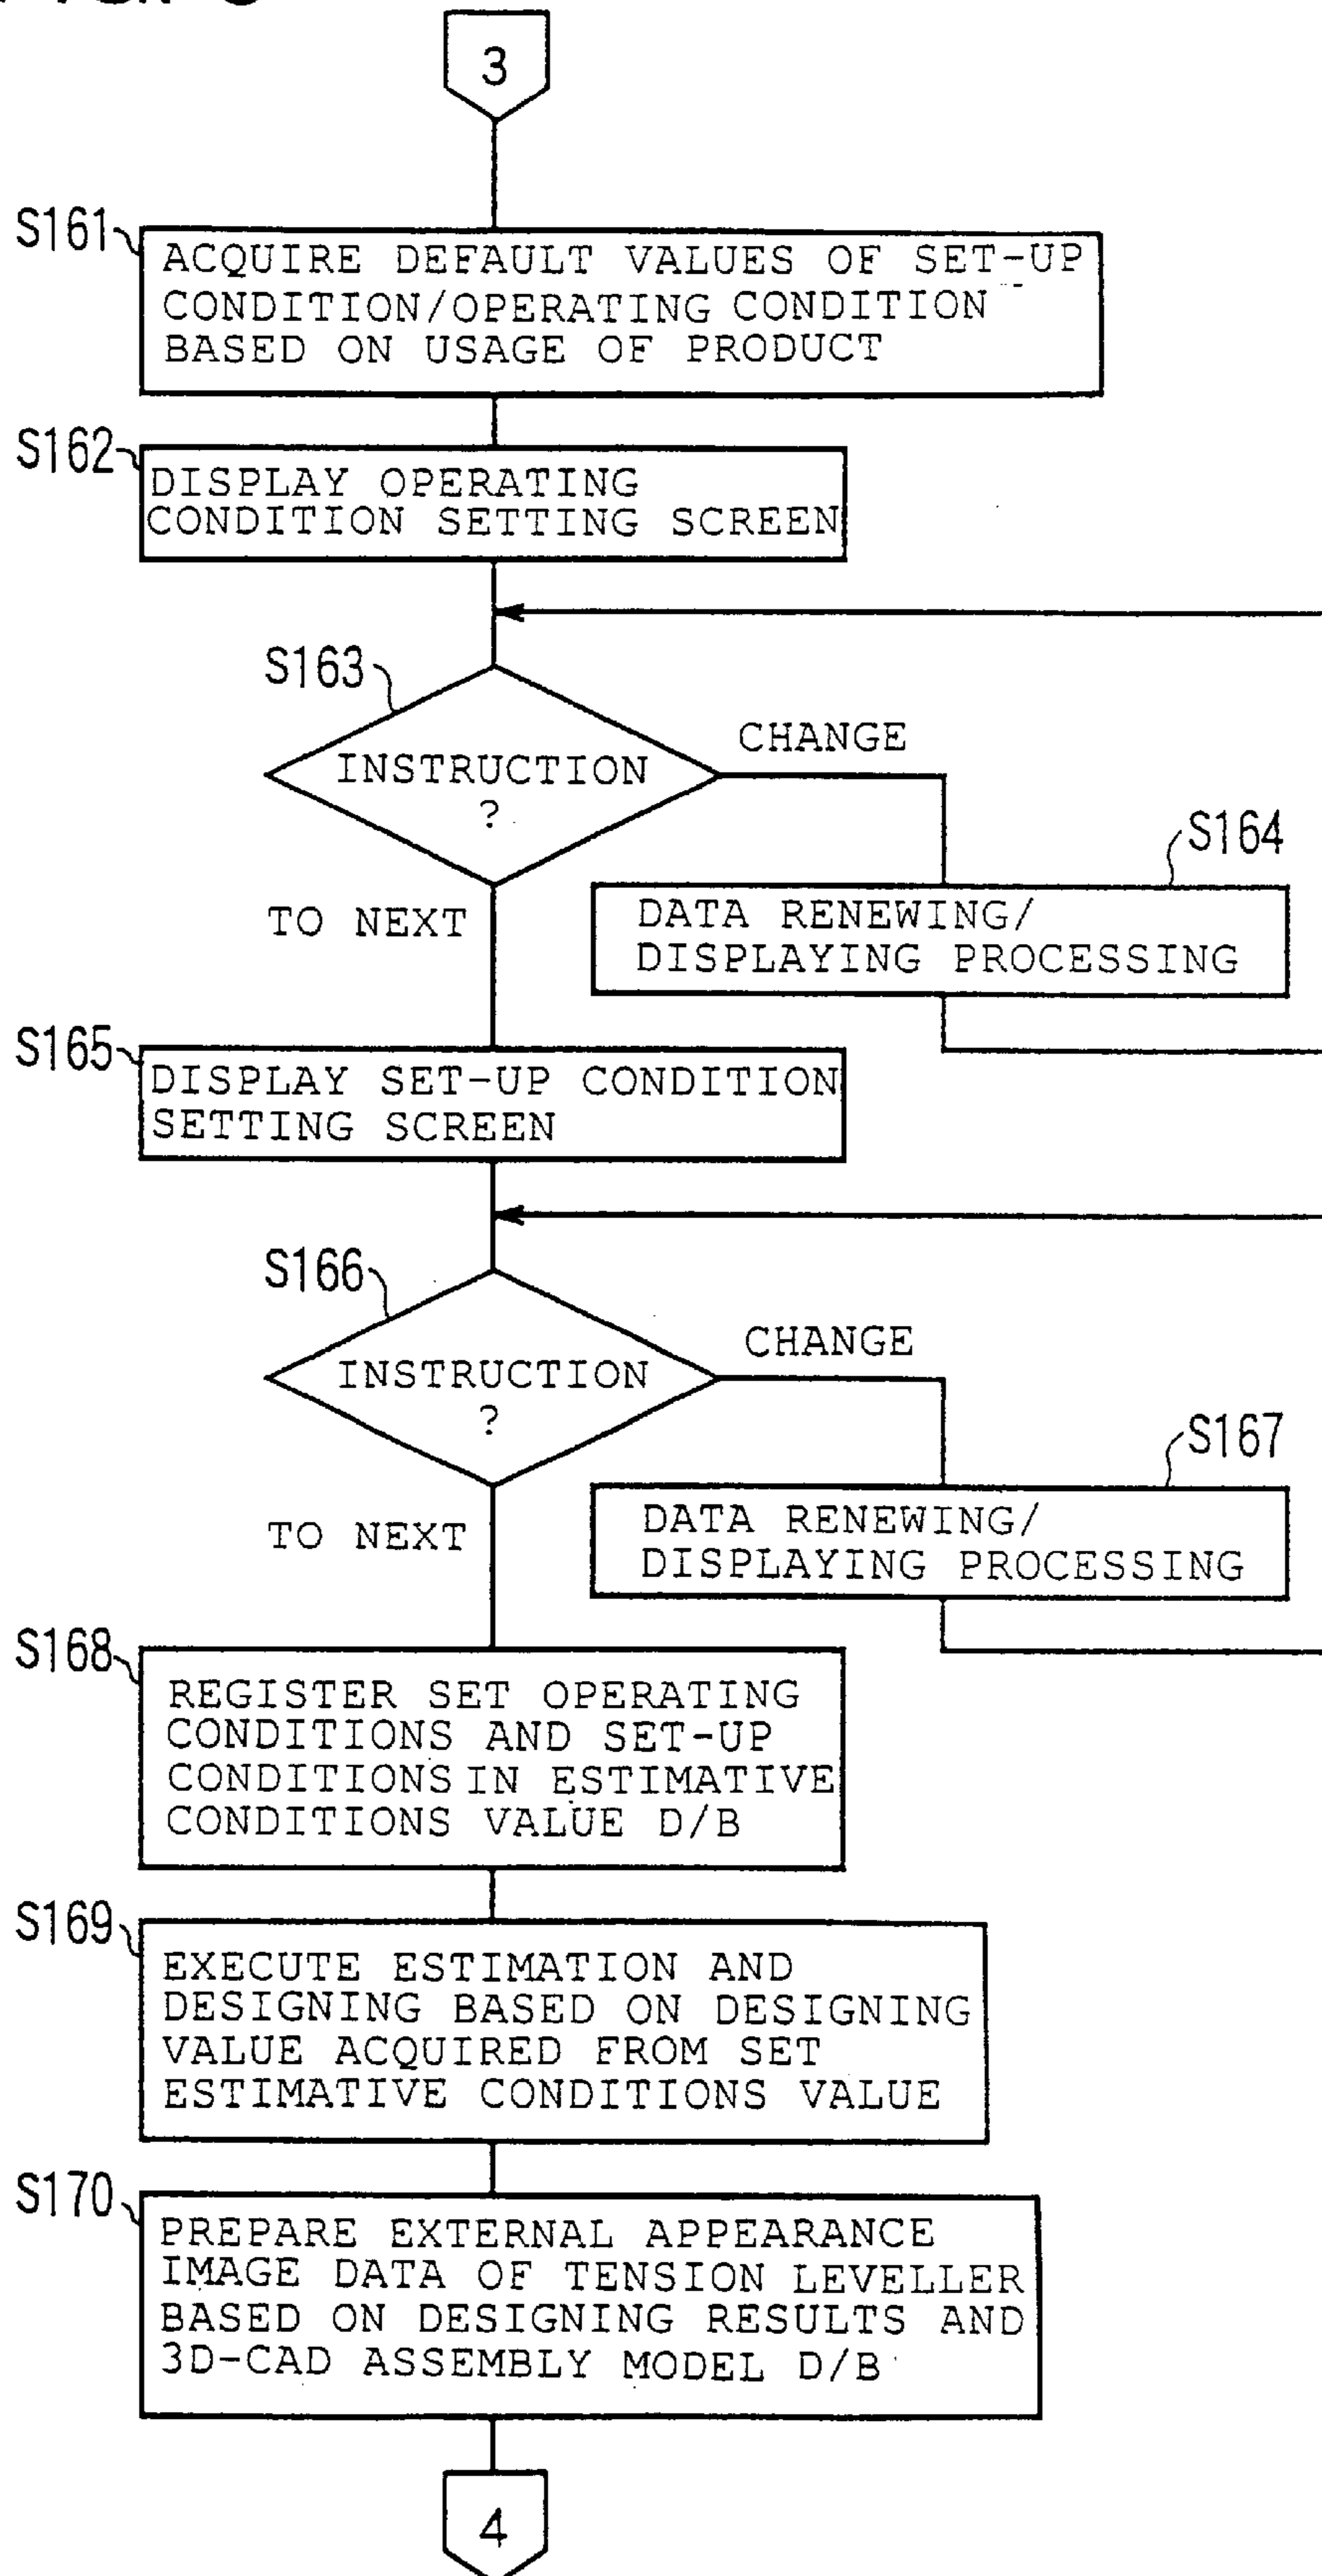 3
S161
ACQUIRE DEFAULT VALUES OF SET-UP
CONDITION/OPERATING CONDITION
BASED ON USAGE OF PRODUCT
S162
DISPLAY OPERATING
CONDITION SETTING SCREEN
S163
INSTRUCTION
?
CHANGE
S164
DATA RENEWING/
DISPLAYING PROCESSING
TO NEXT
S165
DISPLAY SET-UP CONDITION
SETTING SCREEN
S166
INSTRUCTION
?
CHANGE
S167
DATA RENEWING/
DISPLAYING PROCESSING
TO NEXT
S168
REGISTER SET OPERATING
CONDITIONS AND SET-UP
CONDITIONS IN ESTIMATIVE
CONDITIONS VALUE D/B
S169
EXECUTE ESTIMATION AND
DESIGNING BASED ON DESIGNING
VALUE ACQUIRED FROM SET
ESTIMATIVE CONDITIONS VALUE
S170
PREPARE EXTERNAL APPEARANCE
IMAGE DATA OF TENSION LEVELLER
BASED ON DESIGNING RESULTS AND
3D-CAD ASSEMBLY MODEL D/B
4